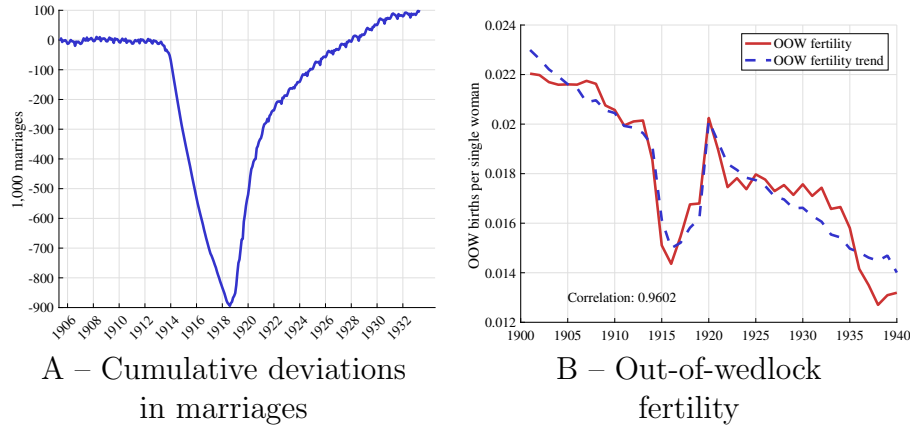 100
0
-100
-200
-300
-400
-500
-600
-700
-800
-900
1,000 marriages
1906 1908 1910 1912 1914 1916 1918 1920 1922 1924 1926 1928 1930 1932
A – Cumulative deviations
in marriages
0.024
0.022
0.02
0.018
0.016
0.014
0.012
OOW births per single woman
OOW fertility
OOW fertility trend
Correlation: 0.9602
1900 1905 1910 1915 1920 1925 1930 1935 1940
B – Out-of-wedlock
fertility